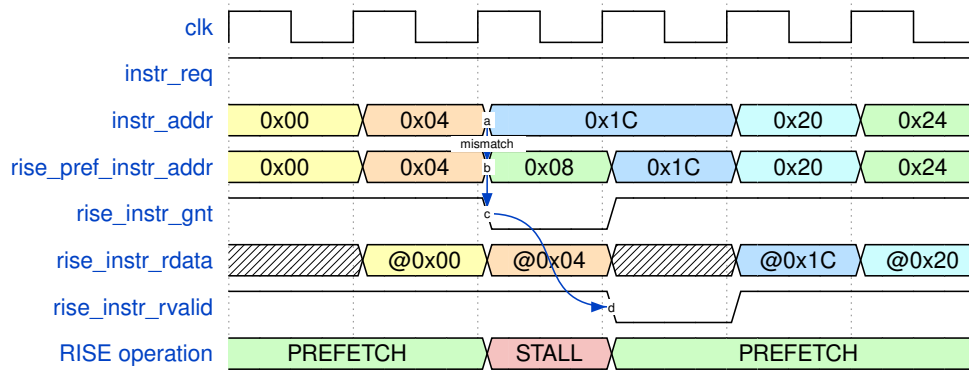 clk
instr_req
instr_addr 0x00 0x04 a 0x1C 0x20 0x24
mismatch
rise_pref_instr_addr 0x00 0x04 b 0x08 0x1C 0x20 0x24
rise_instr_gnt c
rise_instr_rdata @0x00 @0x04 @0x1C @0x20
rise_instr_rvalid d
RISE operation PREFETCH STALL PREFETCH